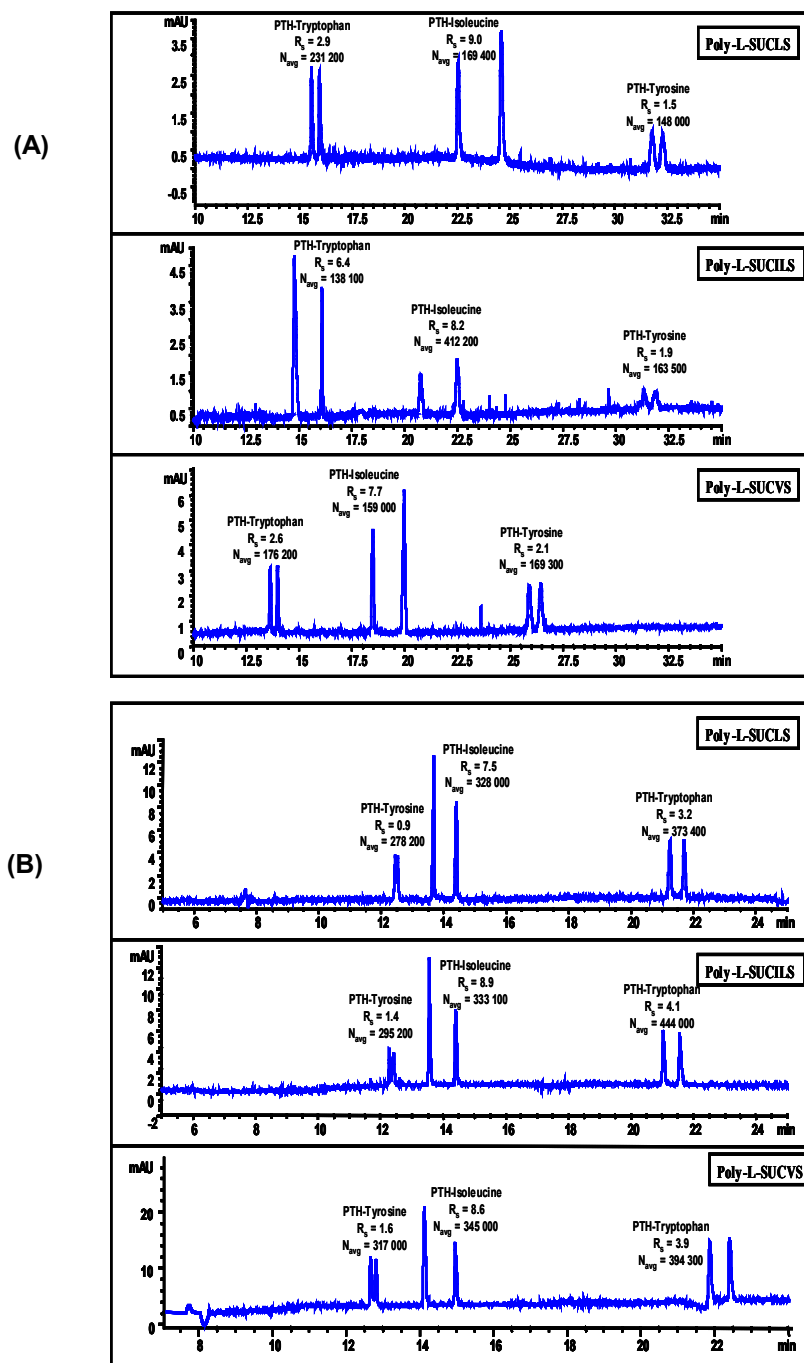 (A)
mAU
3.5
2.5
1.5
0.5
-0.5
PTH-Tryptophan
Rs = 2.9
Navg = 231 200
PTH-Isoleucine
Rs = 9.0
Navg = 169 400
PTH-Tyrosine
Rs = 1.5
Navg = 148 000
Poly-L-SUCLS
10 12.5 15 17.5 20 22.5 25 27.5 30 32.5 min
mAU
4.5
3.5
2.5
1.5
0.5
PTH-Tryptophan
Rs = 6.4
Navg = 138 100
PTH-Isoleucine
Rs = 8.2
Navg = 412 200
PTH-Tyrosine
Rs = 1.9
Navg = 163 500
Poly-L-SUCILS
10 12.5 15 17.5 20 22.5 25 27.5 30 32.5 min
mAU
6
5
4
3
2
1
0
PTH-Tryptophan
Rs = 2.6
Navg = 176 200
PTH-Isoleucine
Rs = 7.7
Navg = 159 000
PTH-Tyrosine
Rs = 2.1
Navg = 169 300
Poly-L-SUCVS
10 12.5 15 17.5 20 22.5 25 27.5 30 32.5 min
(B)
mAU
12
10
8
6
4
2
0
PTH-Tyrosine
Rs = 0.9
Navg = 278 200
PTH-Isoleucine
Rs = 7.5
Navg = 328 000
PTH-Tryptophan
Rs = 3.2
Navg = 373 400
Poly-L-SUCLS
6 8 10 12 14 16 18 20 22 24 min
mAU
12
10
8
6
4
2
0
-2
PTH-Tyrosine
Rs = 1.4
Navg = 295 200
PTH-Isoleucine
Rs = 8.9
Navg = 333 100
PTH-Tryptophan
Rs = 4.1
Navg = 444 000
Poly-L-SUCILS
6 8 10 12 14 16 18 20 22 24 min
mAU
20
10
0
PTH-Tyrosine
Rs = 1.6
Navg = 317 000
PTH-Isoleucine
Rs = 8.6
Navg = 345 000
PTH-Tryptophan
Rs = 3.9
Navg = 394 300
Poly-L-SUCVS
8 10 12 14 16 18 20 22 min